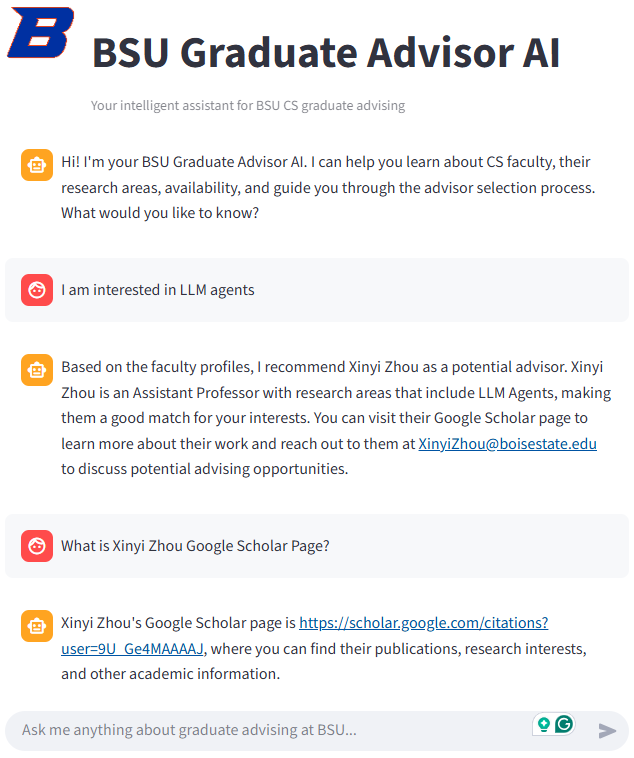 B
BSU Graduate Advisor AI
Your intelligent assistant for BSU CS graduate advising
Hi! I'm your BSU Graduate Advisor AI. I can help you learn about CS faculty, their
research areas, availability, and guide you through the advisor selection process.
What would you like to know?
I am interested in LLM agents
Based on the faculty profiles, I recommend Xinyi Zhou as a potential advisor. Xinyi
Zhou is an Assistant Professor with research areas that include LLM Agents, making
them a good match for your interests. You can visit their Google Scholar page to
learn more about their work and reach out to them at XinyiZhou@boisestate.edu
to discuss potential advising opportunities.
What is Xinyi Zhou Google Scholar Page?
Xinyi Zhou's Google Scholar page is https://scholar.google.com/citations?
user=9U_Ge4MAAAAJ, where you can find their publications, research interests,
and other academic information.
Ask me anything about graduate advising at BSU...